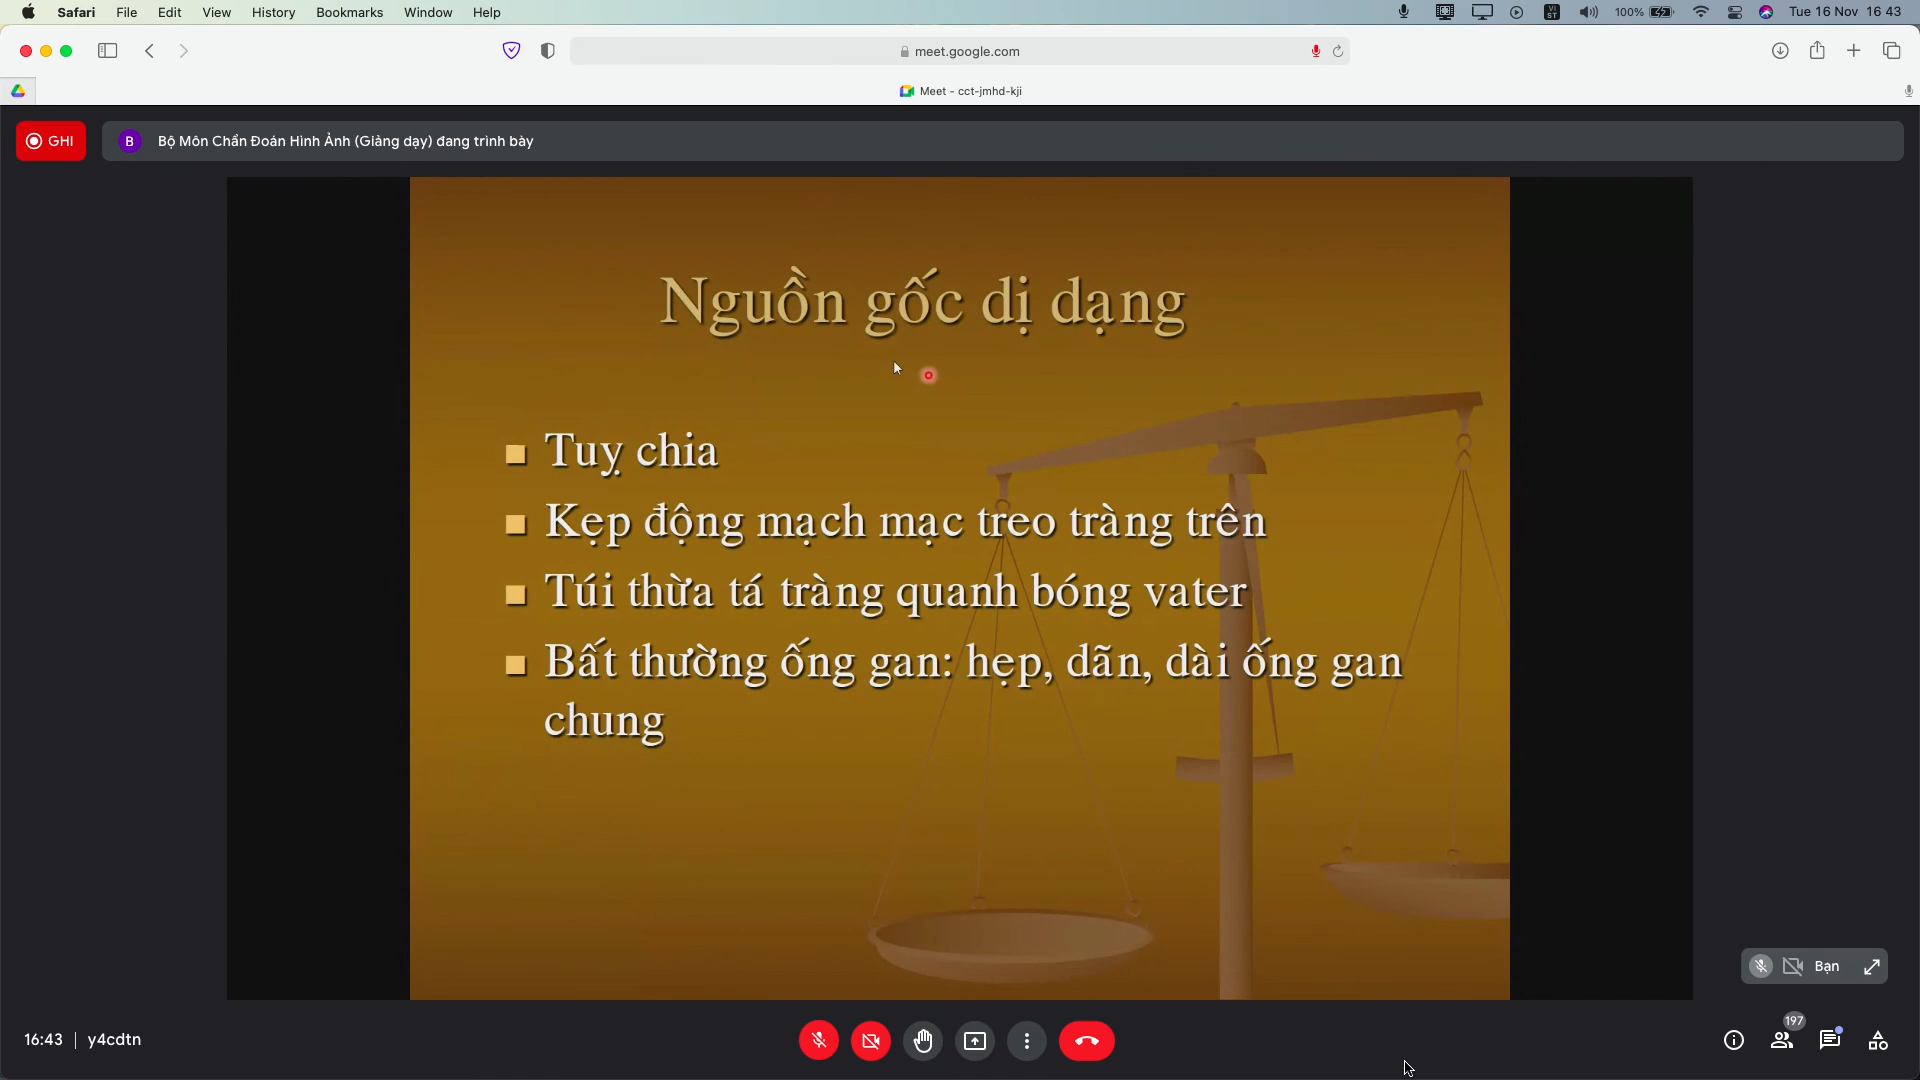 Safari File Edit View History Bookmarks Window Help
VI
ST
100%
Tue 16 Nov 16 43
meet.google.com
Meet - cct-jmhd-kji
GHI
B
Bộ Môn Chẩn Đoán Hình Ảnh (Giảng dạy) đang trình bày
Nguồn gốc dị dạng
Tuỵ chia
Kẹp động mạch mạc treo tràng trên
Túi thừa tá tràng quanh bóng vater
Bất thường ống gan: hẹp, dãn, dài ống gan
chung
Bạn
16:43 | y4cdtn
197